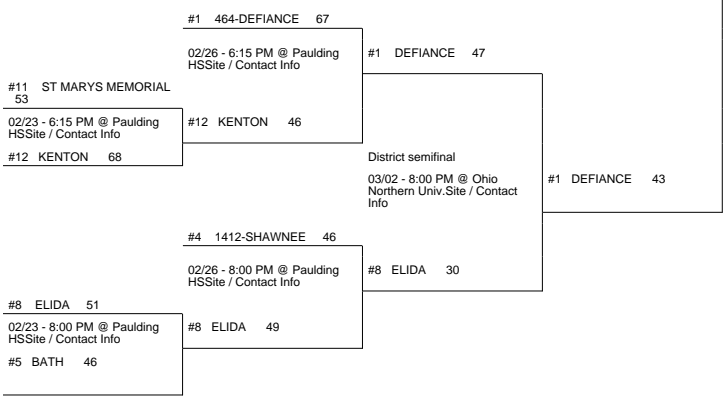 #1 464-DEFIANCE 67
02/26 - 6:15 PM @ Paulding
HSSite / Contact Info
#1 DEFIANCE 47
#11 ST MARYS MEMORIAL
53
02/23 - 6:15 PM @ Paulding
HSSite / Contact Info
#12 KENTON 46
#12 KENTON 68
District semifinal
03/02 - 8:00 PM @ Ohio
Northern Univ.Site / Contact
Info
#1 DEFIANCE 43
#4 1412-SHAWNEE 46
02/26 - 8:00 PM @ Paulding
HSSite / Contact Info
#8 ELIDA 30
#8 ELIDA 51
02/23 - 8:00 PM @ Paulding
HSSite / Contact Info
#8 ELIDA 49
#5 BATH 46